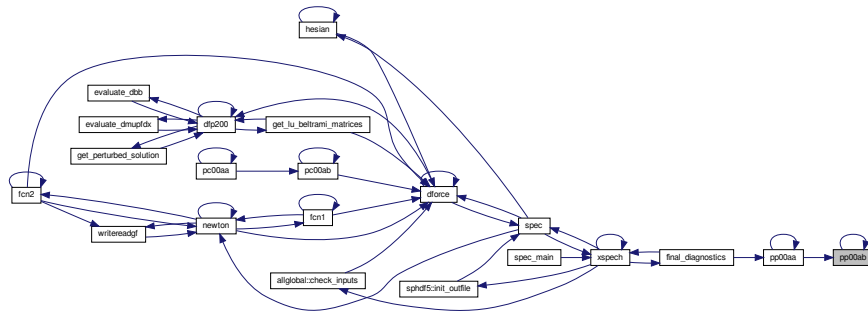 hesian
evaluate_dbb
evaluate_dmupfdx
dfp200
get_lu_beltrami_matrices
get_perturbed_solution
pc00aa
pc00ab
fcn2
dforce
fcn1
newton
spec
writereadgf
spec_main
xspech
final_diagnostics
pp00aa
pp00ab
allglobal::check_inputs
sphdf5::init_outfile